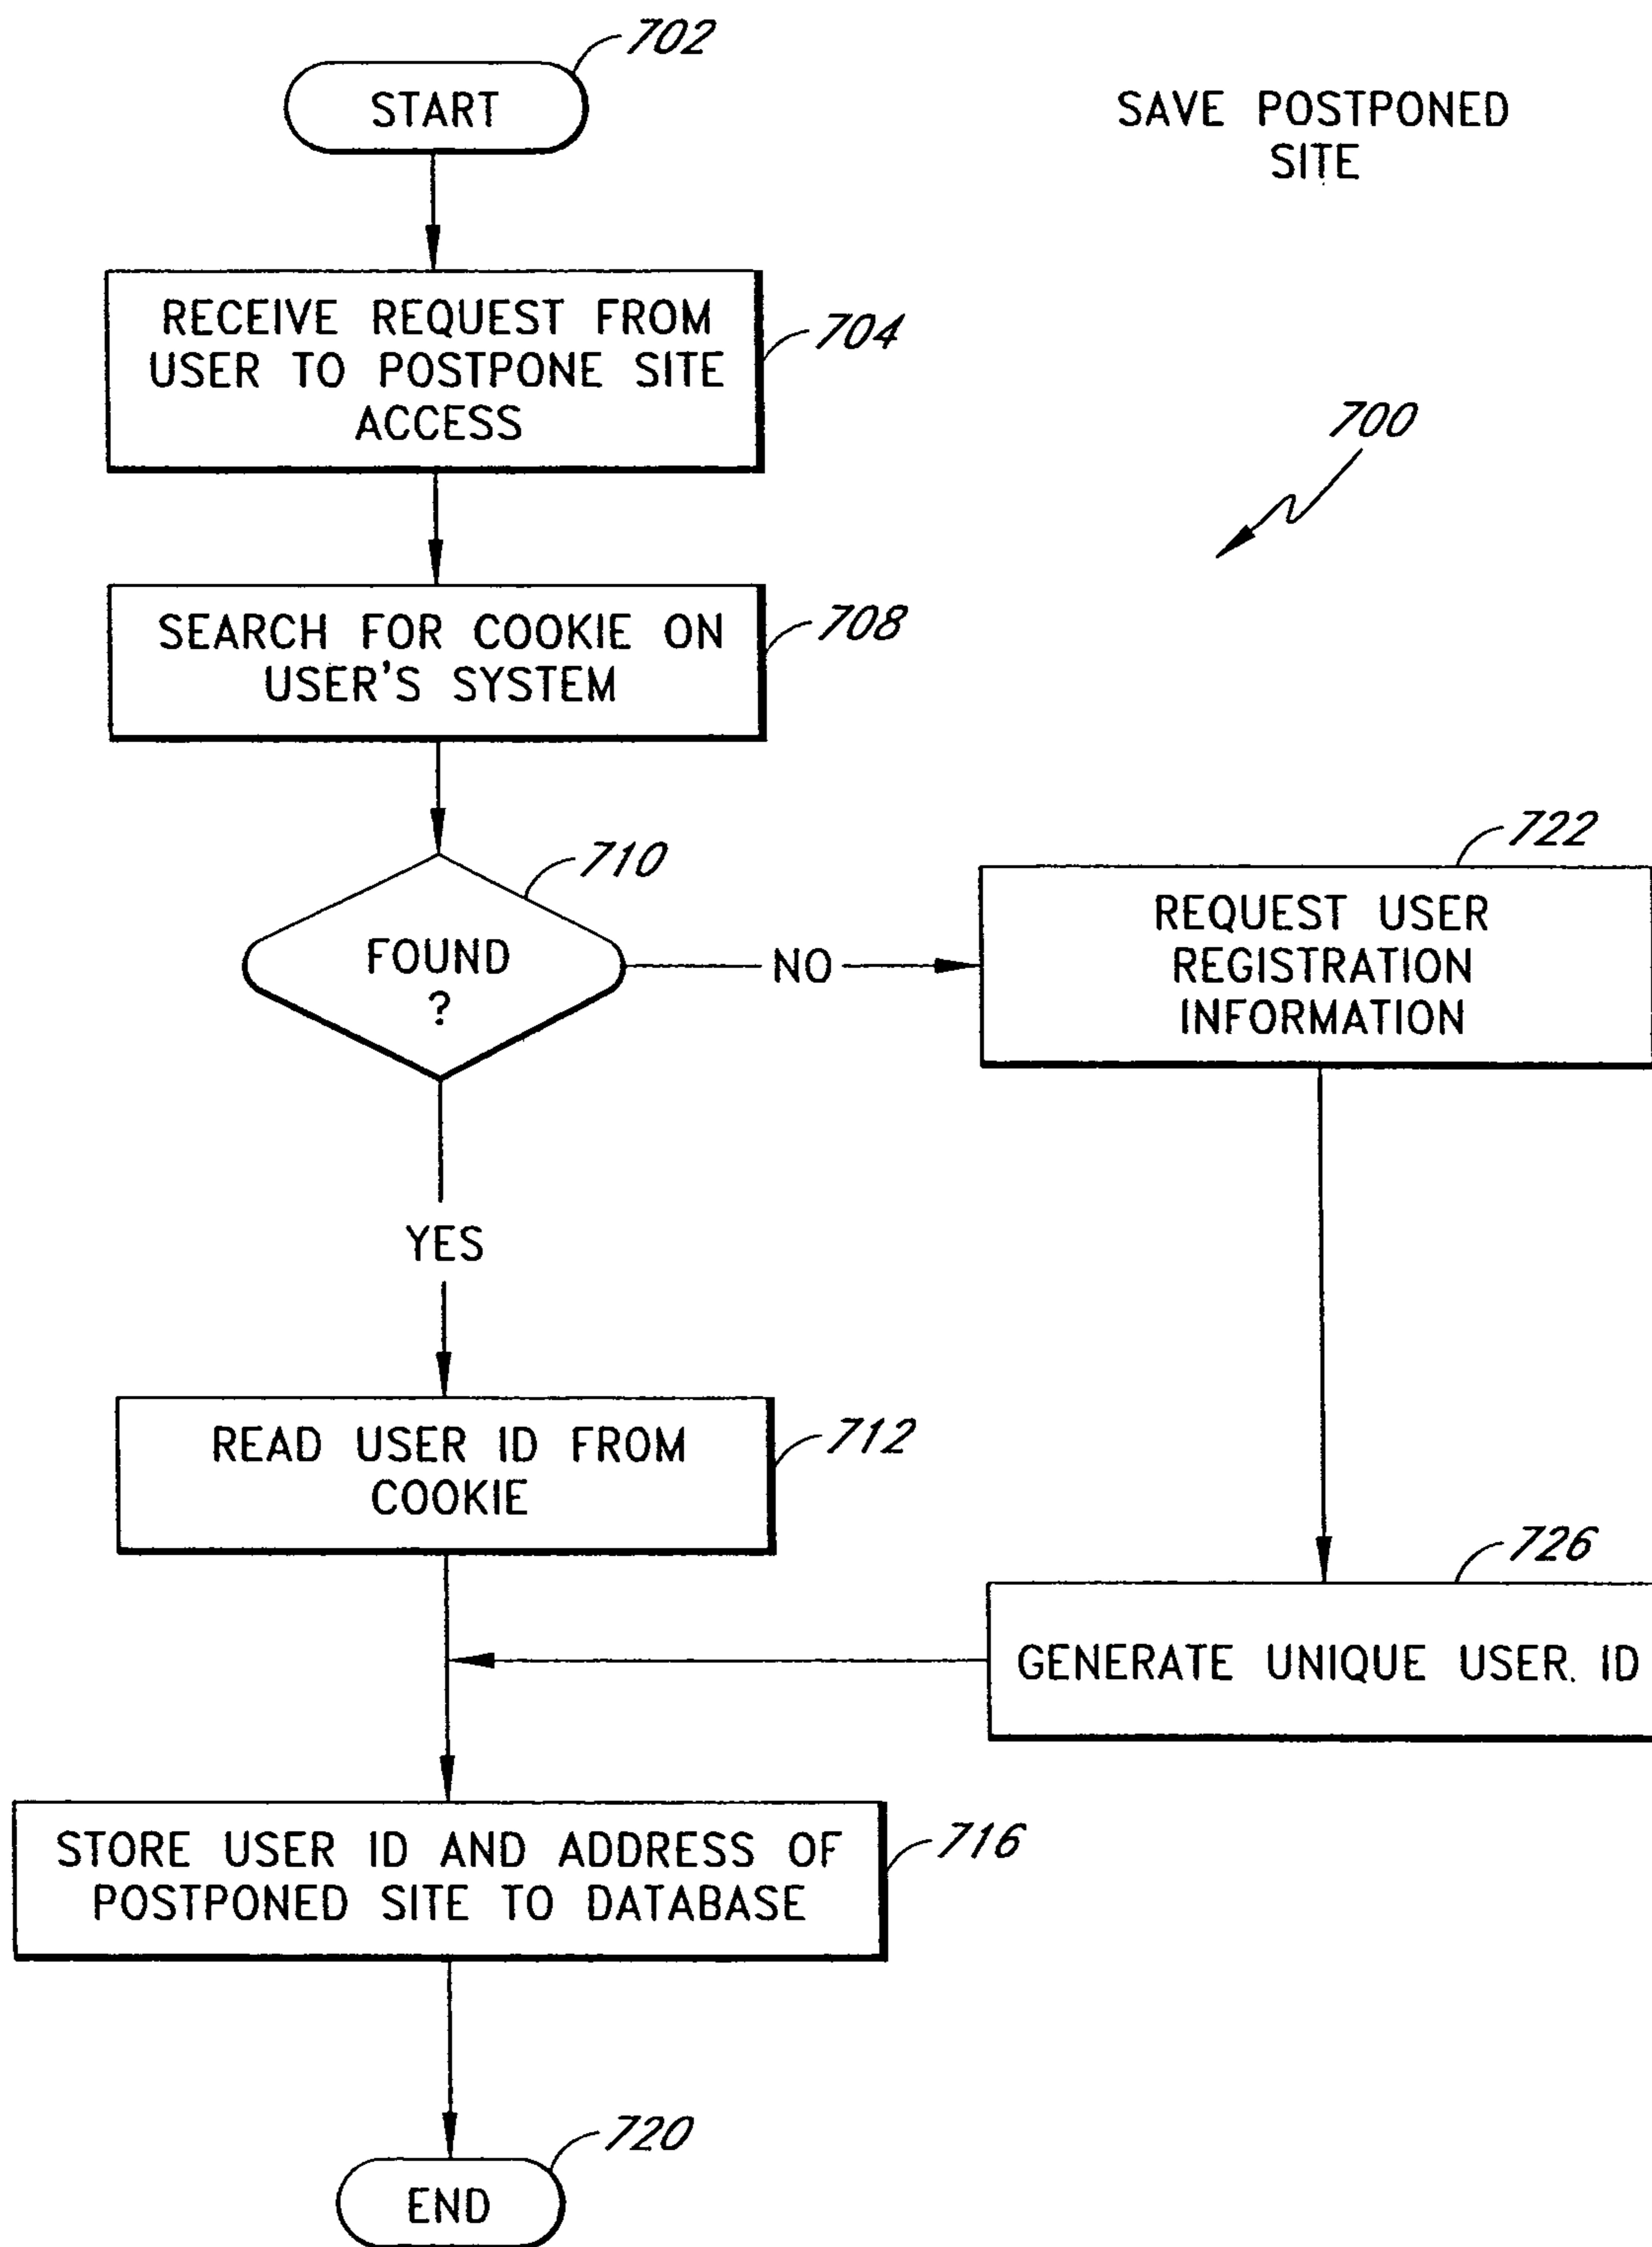 702
START
SAVE POSTPONED
SITE
RECEIVE REQUEST FROM
USER TO POSTPONE SITE
ACCESS
704
700
SEARCH FOR COOKIE ON
USER'S SYSTEM
708
710
FOUND
?
NO
722
REQUEST USER
REGISTRATION
INFORMATION
YES
READ USER ID FROM
COOKIE
712
726
GENERATE UNIQUE USER ID
STORE USER ID AND ADDRESS OF
POSTPONED SITE TO DATABASE
716
720
END